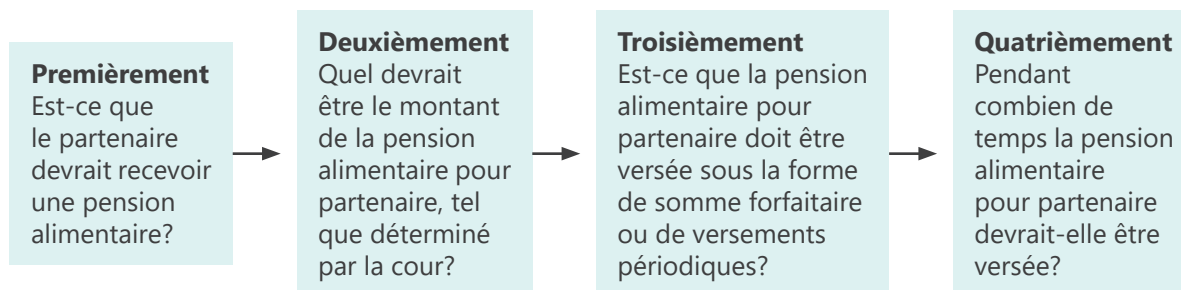 Premièrement
Est-ce que
le partenaire
devrait recevoir
une pension
alimentaire?
Deuxièmement
Quel devrait
être le montant
de la pension
alimentaire pour
partenaire, tel
que déterminé
par la cour?
Troisièmement
Est-ce que la pension
alimentaire pour
partenaire doit être
versée sous la forme
de somme forfaitaire
ou de versements
périodiques?
Quatrièmement
Pendant
combien de
temps la pension
alimentaire
pour partenaire
devrait-elle être
versée?